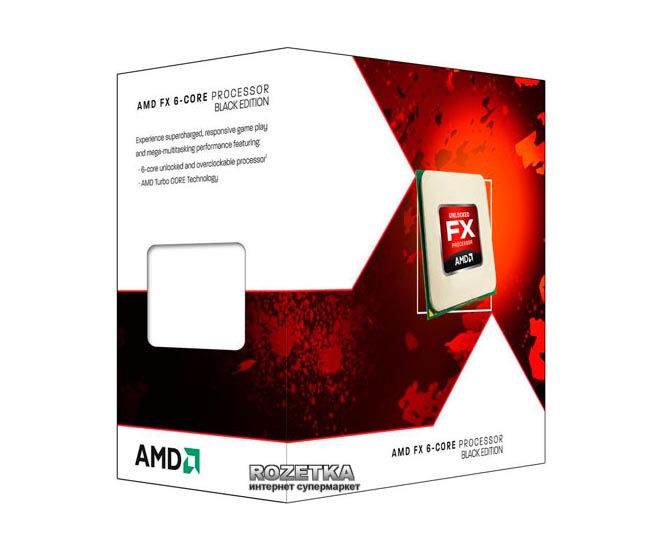 AMD FX 6-CORE PROCESSOR
BLACK EDITION
Experience supercharged, responsive game play
and mega-multitasking performance featuring:
· 6-core unlocked and overclockable processor¹
· AMD Turbo CORE Technology
UNLOCKED
FX
PROCESSOR
AMD
AMD
AMD FX 6-CORE PROCESSOR
BLACK EDITION
ROZETKA
интернет супермаркет